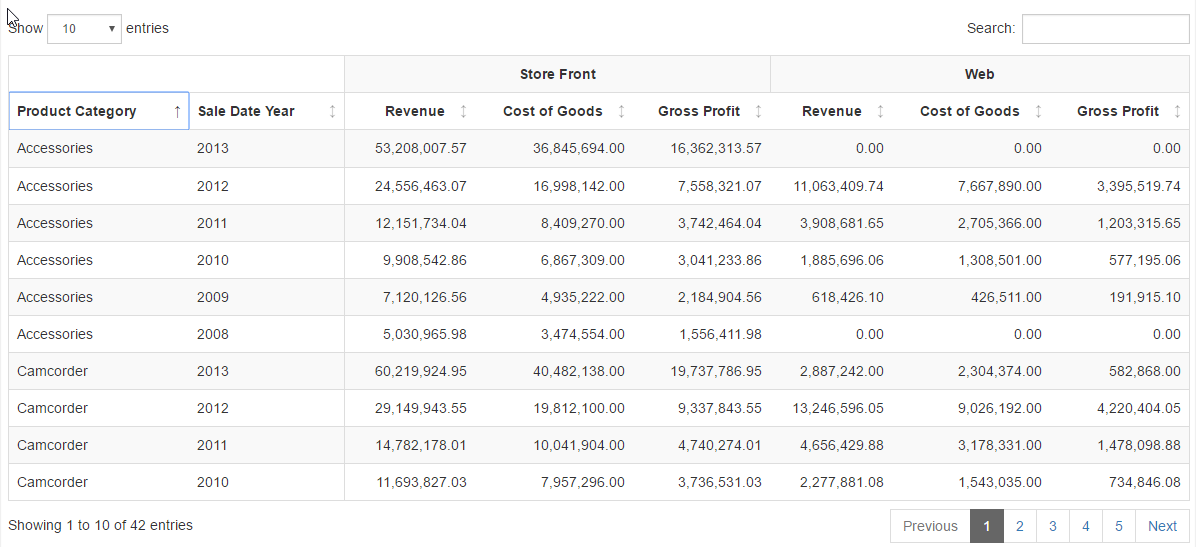 Show 10 entries Search:
Store Front Web
Product Category Sale Date Year Revenue Cost of Goods Gross Profit Revenue Cost of Goods Gross Profit
Accessories 2013 53,208,007.57 36,845,694.00 16,362,313.57 0.00 0.00 0.00
Accessories 2012 24,556,463.07 16,998,142.00 7,558,321.07 11,063,409.74 7,667,890.00 3,395,519.74
Accessories 2011 12,151,734.04 8,409,270.00 3,742,464.04 3,908,681.65 2,705,366.00 1,203,315.65
Accessories 2010 9,908,542.86 6,867,309.00 3,041,233.86 1,885,696.06 1,308,501.00 577,195.06
Accessories 2009 7,120,126.56 4,935,222.00 2,184,904.56 618,426.10 426,511.00 191,915.10
Accessories 2008 5,030,965.98 3,474,554.00 1,556,411.98 0.00 0.00 0.00
Camcorder 2013 60,219,924.95 40,482,138.00 19,737,786.95 2,887,242.00 2,304,374.00 582,868.00
Camcorder 2012 29,149,943.55 19,812,100.00 9,337,843.55 13,246,596.05 9,026,192.00 4,220,404.05
Camcorder 2011 14,782,178.01 10,041,904.00 4,740,274.01 4,656,429.88 3,178,331.00 1,478,098.88
Camcorder 2010 11,693,827.03 7,957,296.00 3,736,531.03 2,277,881.08 1,543,035.00 734,846.08
Showing 1 to 10 of 42 entries Previous 1 2 3 4 5 Next